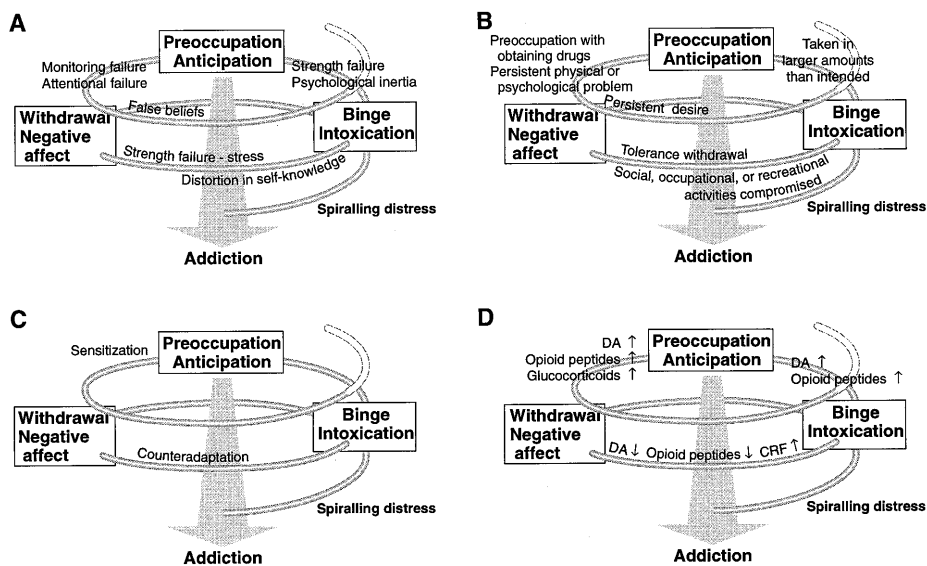 A
Preoccupation
Anticipation
Monitoring failure
Attentional failure
Strength failure
Psychological inertia
False beliefs
Withdrawal
Negative
affect
Binge
Intoxication
Strength failure - stress
Distortion in self-knowledge
Spiralling distress
Addiction
B
Preoccupation with
obtaining drugs
Persistent physical or
psychological problem
Preoccupation
Anticipation
Taken in
larger amounts
than intended
Persistent desire
Withdrawal
Negative
affect
Binge
Intoxication
Tolerance withdrawal
Social, occupational, or recreational
activities compromised
Spiralling distress
Addiction
C
Sensitization
Preoccupation
Anticipation
Withdrawal
Negative
affect
Binge
Intoxication
Counteradaptation
Spiralling distress
Addiction
D
DA ↑
Opioid peptides ↑
Glucocorticoids ↑
Preoccupation
Anticipation
DA ↑
Opioid peptides ↑
Withdrawal
Negative
affect
Binge
Intoxication
DA ↓ Opioid peptides ↓ CRF ↑
Spiralling distress
Addiction